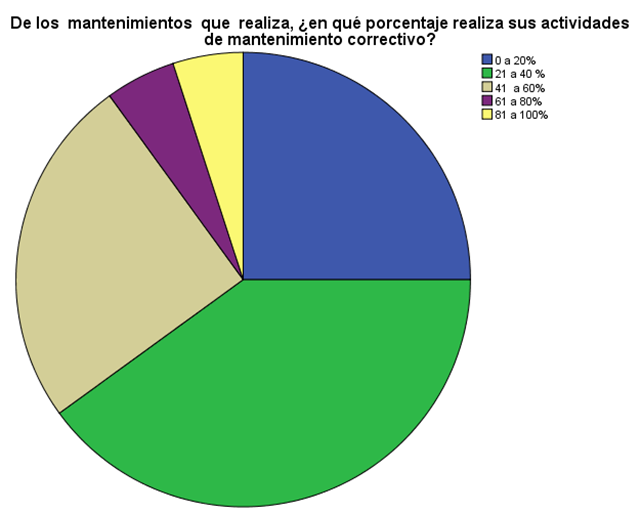 De los mantenimientos que realiza, ¿en qué porcentaje realiza sus actividades
de mantenimiento correctivo?
0 a 20%
21 a 40 %
41 a 60%
61 a 80%
81 a 100%